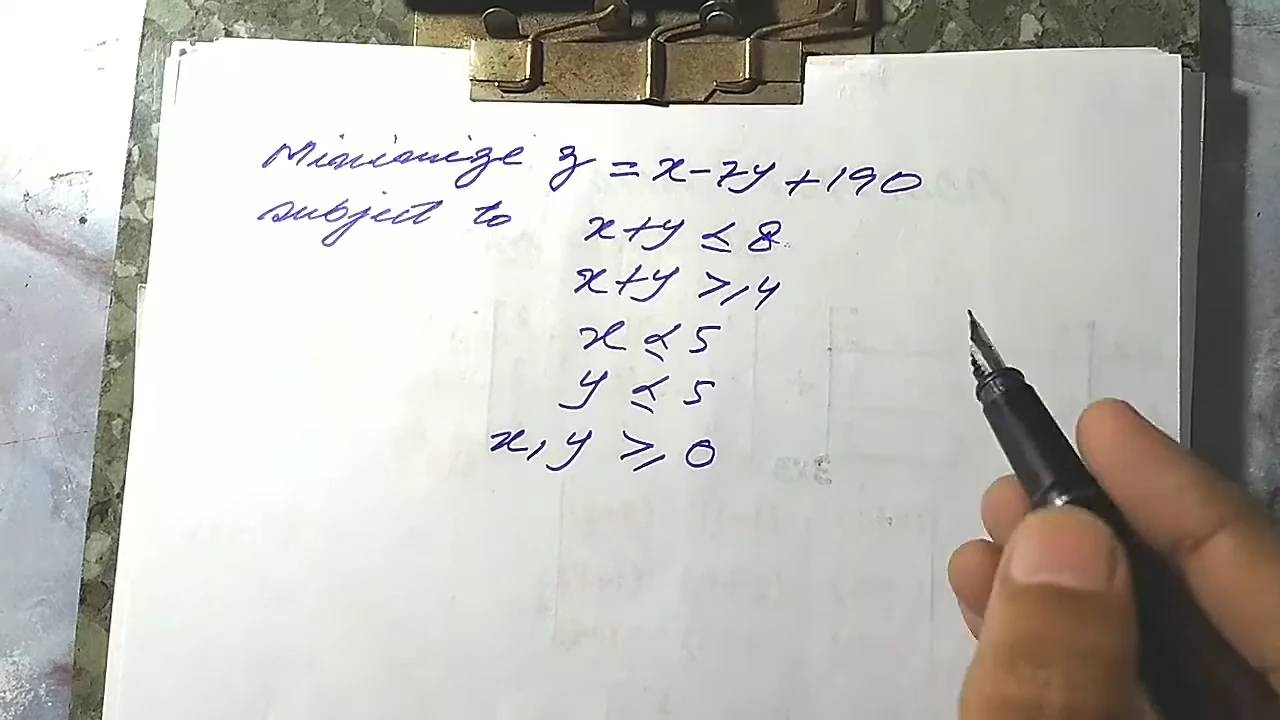 Minimize z = x - 7y + 190
subject to
x + y ≤ 8
x + y ≥ 4
x ≤ 5
y ≤ 5
x, y ≥ 0